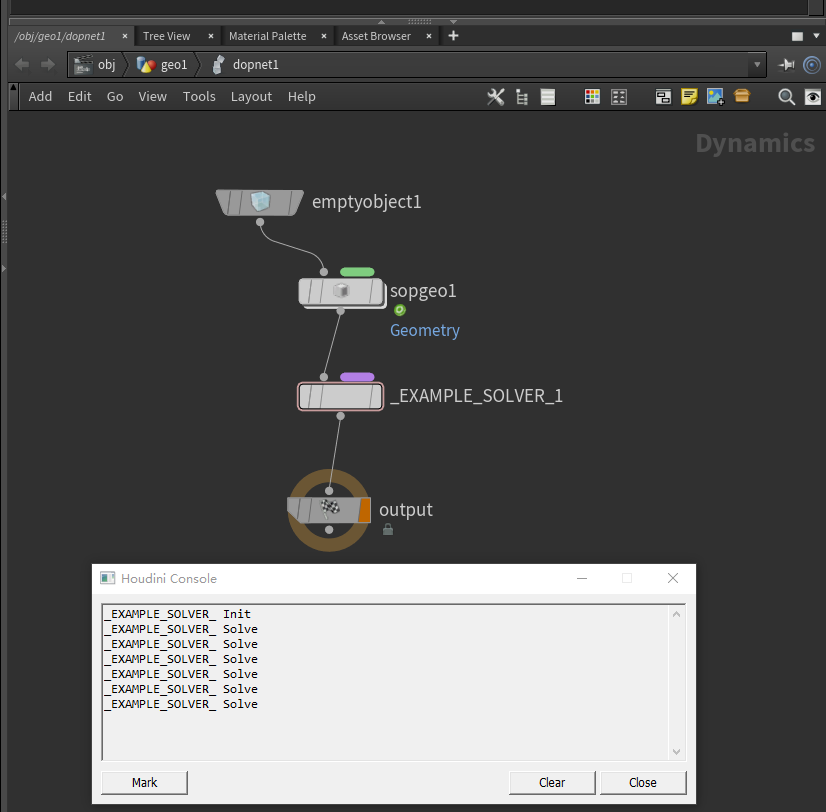 /obj/geo1/dopnet1 × Tree View × Material Palette × Asset Browser × +
obj geo1 dopnet1
Add Edit Go View Tools Layout Help
Dynamics
emptyobject1
sopgeo1
Geometry
_EXAMPLE_SOLVER_1
output
Houdini Console
_EXAMPLE_SOLVER_ Init
_EXAMPLE_SOLVER_ Solve
_EXAMPLE_SOLVER_ Solve
_EXAMPLE_SOLVER_ Solve
_EXAMPLE_SOLVER_ Solve
_EXAMPLE_SOLVER_ Solve
_EXAMPLE_SOLVER_ Solve
Mark Clear Close